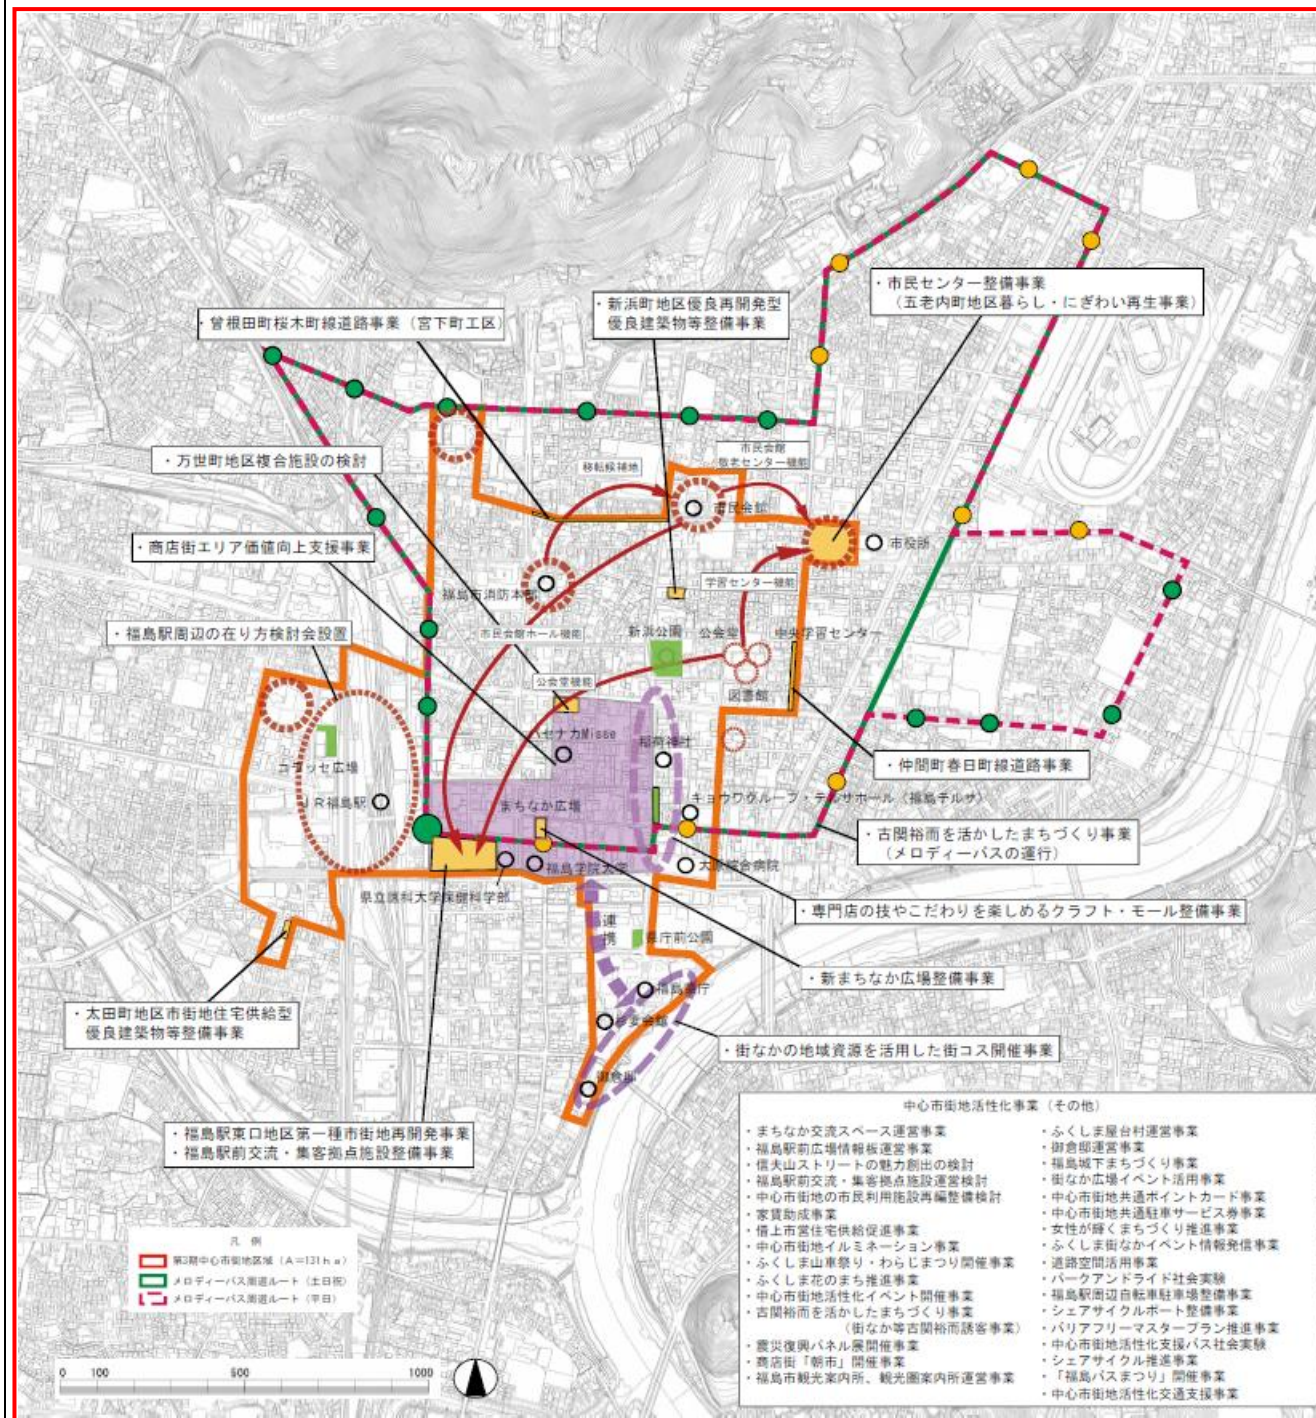 ・市民センター整備事業
（五老内町地区暮らし・にぎわい再生事業）
・新浜町地区優良再開発型
優良建築物等整備事業
・曾根田町桜木町線道路事業（宮下町工区）
市民会館
敬老センター機能
移転候補地
・万世町地区複合施設の検討
市民会館
・商店街エリア価値向上支援事業
市役所
学習センター機能
福島市消防本部
・福島駅周辺の在り方検討会設置
市民会館ホール機能
新浜公園
公会堂
中央学習センター
公会堂機能
図書館
パセナカMisse
稲荷神社
・仲間町春日町線道路事業
コラッセ広場
JR福島駅
まちなか広場
キョウワグループ・テルサホール（福島テルサ）
・古関裕而を活かしたまちづくり事業
（メロディーバスの運行）
福島学院大学
大原綜合病院
県立医科大学保健科学部
・専門店の技やこだわりを楽しめるクラフト・モール整備事業
連携
県庁前公園
・新まちなか広場整備事業
福島県庁
・太田町地区市街地住宅供給型
優良建築物等整備事業
・街なかの地域資源を活用した街コス開催事業
御倉邸
・福島駅東口地区第一種市街地再開発事業
・福島駅前交流・集客拠点施設整備事業
中心市街地活性化事業（その他）
・まちなか交流スペース運営事業
・福島駅前広場情報板運営事業
・信夫山ストリートの魅力創出の検討
・福島駅前交流・集客拠点施設運営検討
・中心市街地の市民利用施設再編整備検討
・家賃助成事業
・借上市営住宅供給促進事業
・中心市街地イルミネーション事業
・ふくしま山車祭り・わらじまつり開催事業
・ふくしま花のまち推進事業
・中心市街地活性化イベント開催事業
・古関裕而を活かしたまちづくり事業
（街なか等古関裕而誘客事業）
・震災復興パネル展開催事業
・商店街「朝市」開催事業
・福島市観光案内所、観光圏案内所運営事業
・ふくしま屋台村運営事業
・御倉邸運営事業
・福島城下まちづくり事業
・街なか広場イベント活用事業
・中心市街地共通ポイントカード事業
・中心市街地共通駐車サービス券事業
・女性が輝くまちづくり推進事業
・ふくしま街なかイベント情報発信事業
・道路空間活用事業
・パークアンドライド社会実験
・福島駅周辺自転車駐車場整備事業
・シェアサイクルポート整備事業
・バリアフリーマスタープラン推進事業
・中心市街地活性化支援バス社会実験
・シェアサイクル推進事業
・「福島バスまつり」開催事業
・中心市街地活性化交通支援事業
凡例
第3期中心市街地区域（A＝131ha）
メロディーバス周遊ルート（土日祝）
メロディーバス周遊ルート（平日）
0 100 500 1000